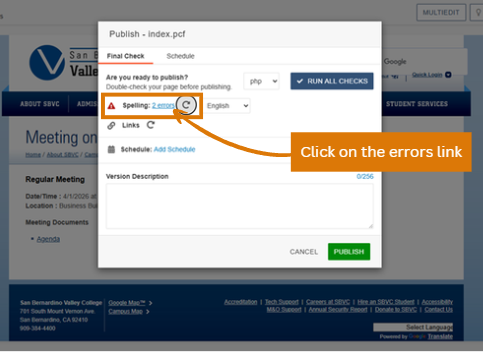 MULTIEDIT
Publish - index.pcf
Final Check
Schedule
Are you ready to publish?
Double-check your page before publishing.
php
RUN ALL CHECKS
Spelling: 2 errors
English
Links
Click on the errors link
Schedule: Add Schedule
Version Description
0/256
CANCEL
PUBLISH
San B
Valle
Google
Quick Login
ABOUT SBVC
ADMIS
STUDENT SERVICES
Meeting on
Home / About SBVC / Camp
Regular Meeting
Date/Time : 4/1/2026 at
Location : Business Bui
Meeting Documents
Agenda
San Bernardino Valley College
701 South Mount Vernon Ave.
San Bernardino, CA 92410
909-384-4400
Google Map™
Campus Map
Accreditation | Tech Support | Careers at SBVC | Hire an SBVC Student | Accessibility
M&O Support | Annual Security Report | Donate to SBVC | Contact Us
Select Language
Powered by Google Translate